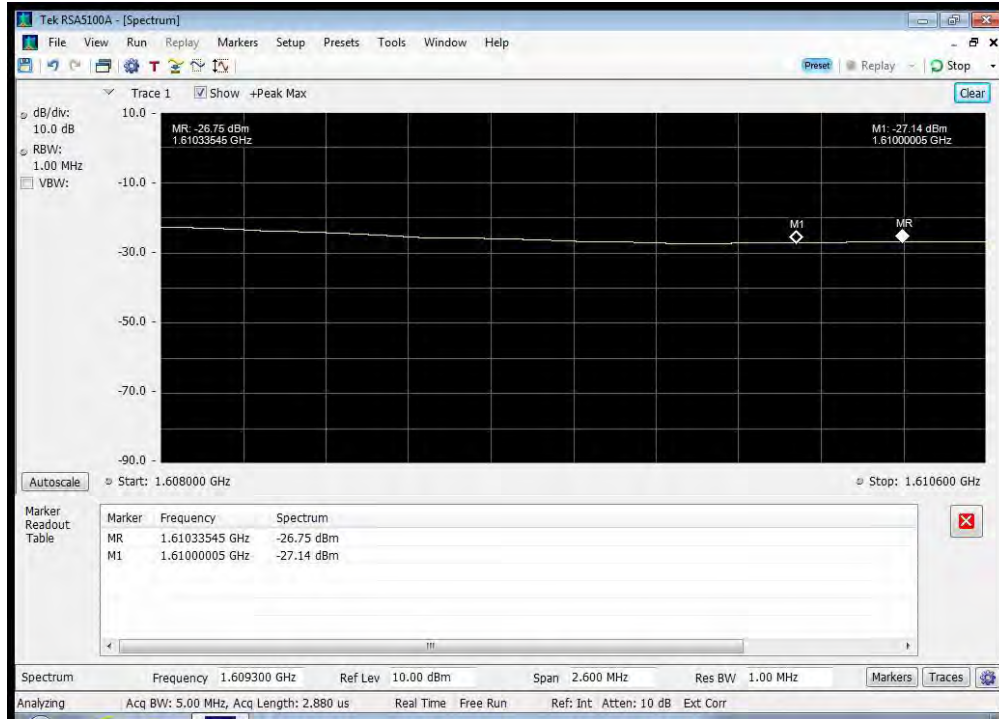 Tek RSA5100A - [Spectrum]
File View Run Replay Markers Setup Presets Tools Window Help
Preset Replay Stop
Trace 1 Show +Peak Max Clear
dB/div:
10.0 dB
RBW:
1.00 MHz
VBW:
10.0
-10.0
-30.0
-50.0
-70.0
-90.0
MR: -26.75 dBm
1.61033545 GHz
M1: -27.14 dBm
1.61000005 GHz
M1
MR
Autoscale
Start: 1.608000 GHz
Stop: 1.610600 GHz
Marker
Readout
Table
Marker Frequency Spectrum
MR 1.61033545 GHz -26.75 dBm
M1 1.61000005 GHz -27.14 dBm
Spectrum Frequency 1.609300 GHz Ref Lev 10.00 dBm Span 2.600 MHz Res BW 1.00 MHz Markers Traces
Analyzing Acq BW: 5.00 MHz, Acq Length: 2.880 us Real Time Free Run Ref: Int Atten: 10 dB Ext Corr